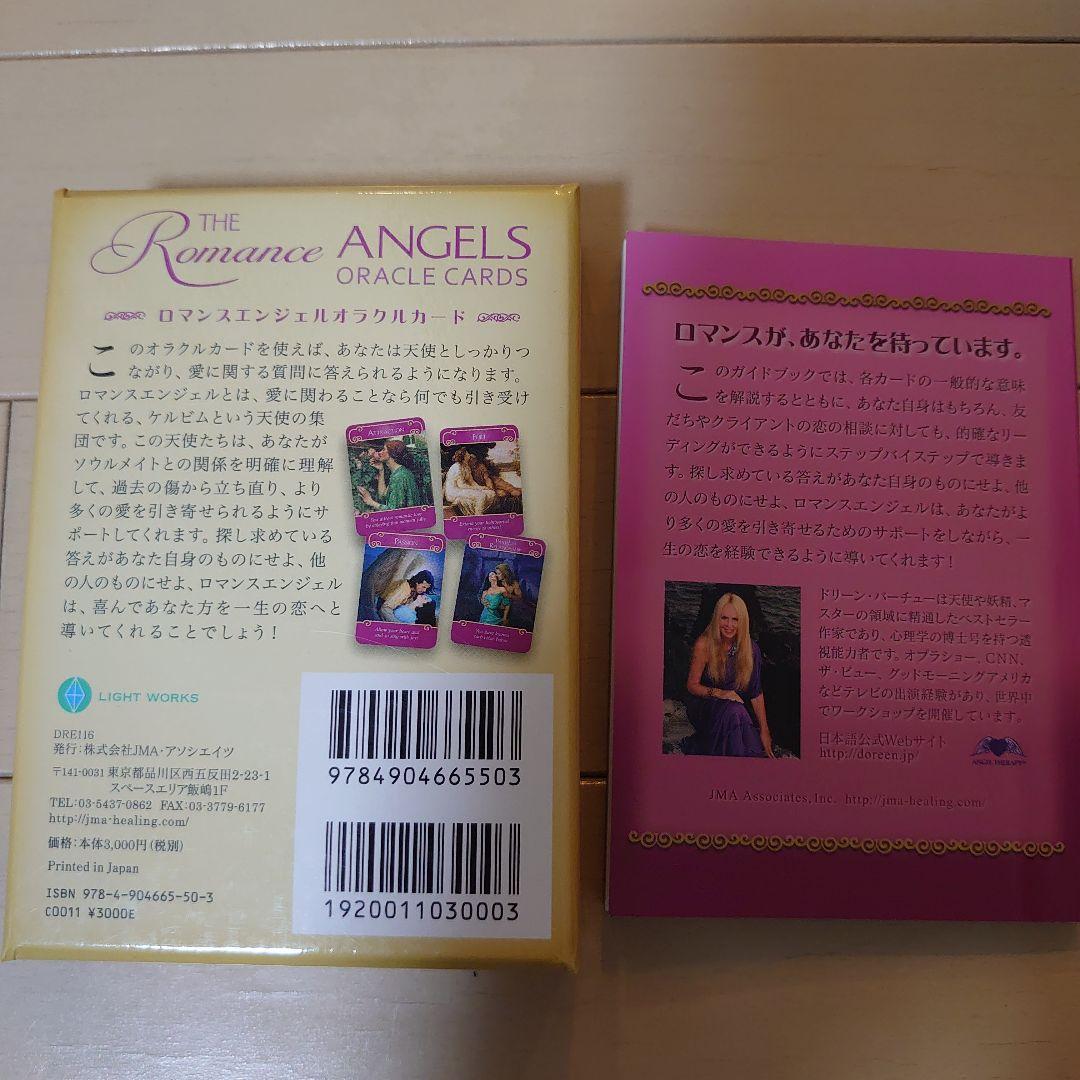 THE
Romance ANGELS
ORACLE CARDS
ロマンスエンジェルオラクルカード
このオラクルカードを使えば、あなたは天使としっかりつ
ながり、愛に関する質問に答えられるようになります。
ロマンスエンジェルとは、愛に関わることなら何でも引き受け
てくれる、ケルビムという天使の集
団です。この天使たちは、あなたが
ソウルメイトとの関係を明確に理解
して、過去の傷から立ち直り、より
多くの愛を引き寄せられるようにサ
ポートしてくれます。探し求めている
答えがあなた自身のものにせよ、他
の人のものにせよ、ロマンスエンジェル
は、喜んであなた方を一生の恋へと
導いてくれることでしょう！
ATTRACTION
FLIRT
PASSION
Allow your heart and
LIGHT WORKS
DRE116
発行：株式会社JMA・アソシエイツ
〒141-0031 東京都品川区西五反田2-23-1
スペースエリア飯嶋1F
TEL：03-5437-0862 FAX：03-3779-6177
http://jma-healing.com/
価格：本体3,000円（税別）
Printed in Japan
ISBN 978-4-904665-50-3
C0011 ¥3000E
9784904665503
1920011030003
ロマンスが、あなたを待っています。
このガイドブックでは、各カードの一般的な意味
を解説するとともに、あなた自身はもちろん、友
だちやクライアントの恋の相談に対しても、的確なリー
ディングができるようにステップバイステップで導きま
す。探し求めている答えがあなた自身のものにせよ、他
の人のものにせよ、ロマンスエンジェルは、あなたがよ
り多くの愛を引き寄せるためのサポートをしながら、一
生の恋を経験できるように導いてくれます！
ドリーン・バーチューは天使や妖精、マ
スターの領域に精通したベストセラー
作家であり、心理学の博士号を持つ透
視能力者です。オプラショー、CNN、
ザ・ビュー、グッドモーニングアメリカ
などテレビの出演経験があり、世界中
でワークショップを開催しています。
日本語公式Webサイト
http://doreen.jp/
ANGEL THERAPY
JMA Associates,Inc. http://jma-healing.com/